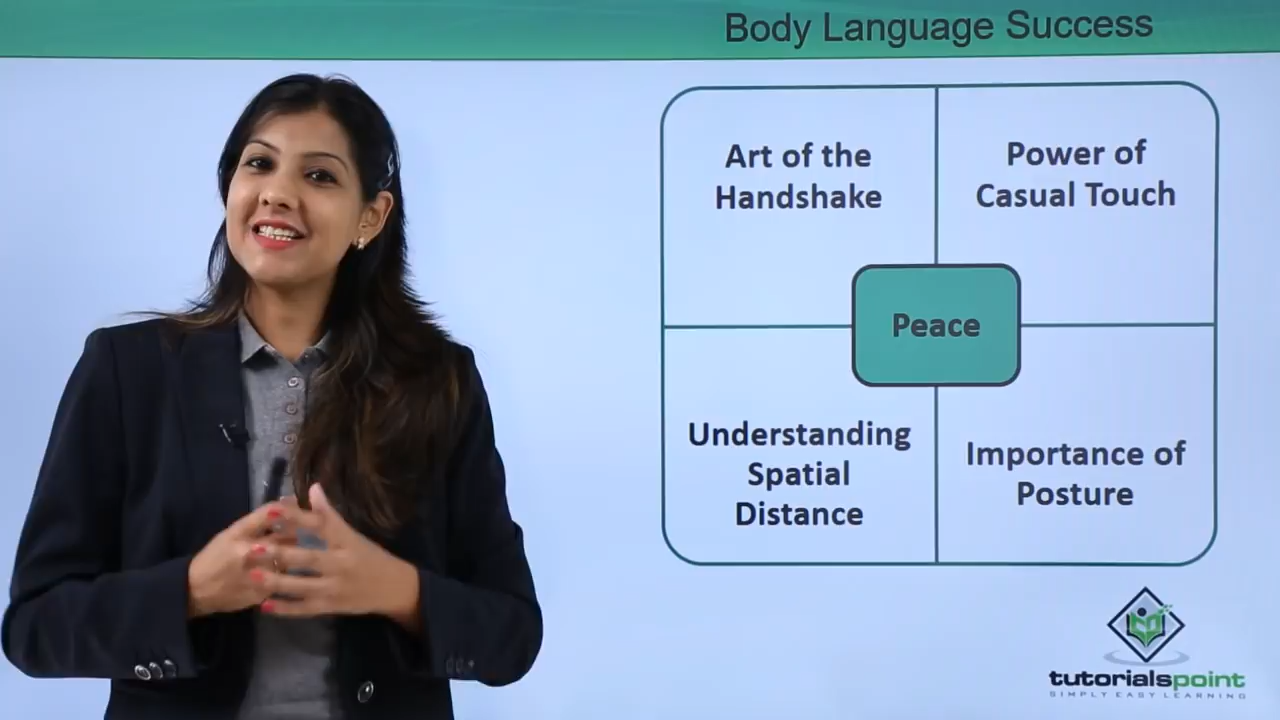 Body Language Success
Art of the
Handshake
Power of
Casual Touch
Peace
Understanding
Spatial
Distance
Importance of
Posture
tutorialspoint
SIMPLY EASY LEARNING